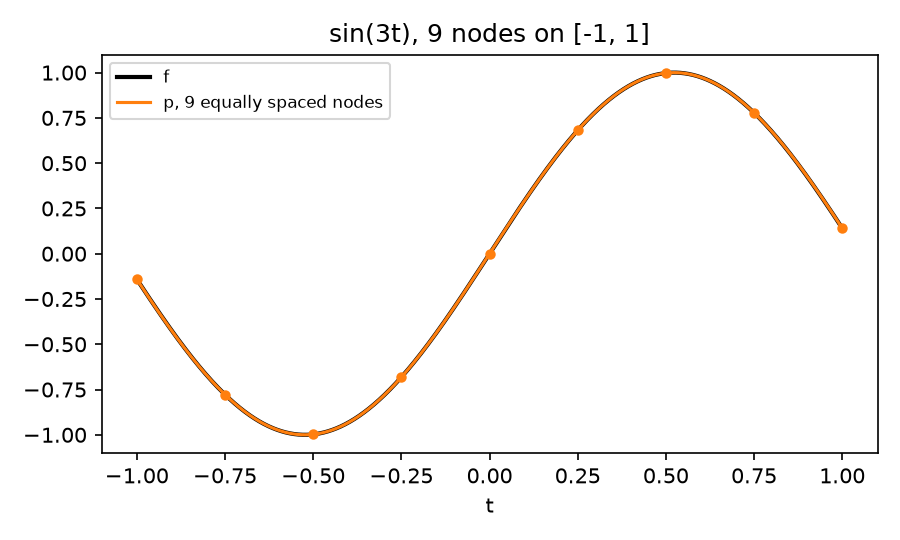 sin(3t), 9 nodes on [-1, 1]
f
p, 9 equally spaced nodes
1.00
0.75
0.50
0.25
0.00
−0.25
−0.50
−0.75
−1.00
−1.00 −0.75 −0.50 −0.25 0.00 0.25 0.50 0.75 1.00
t